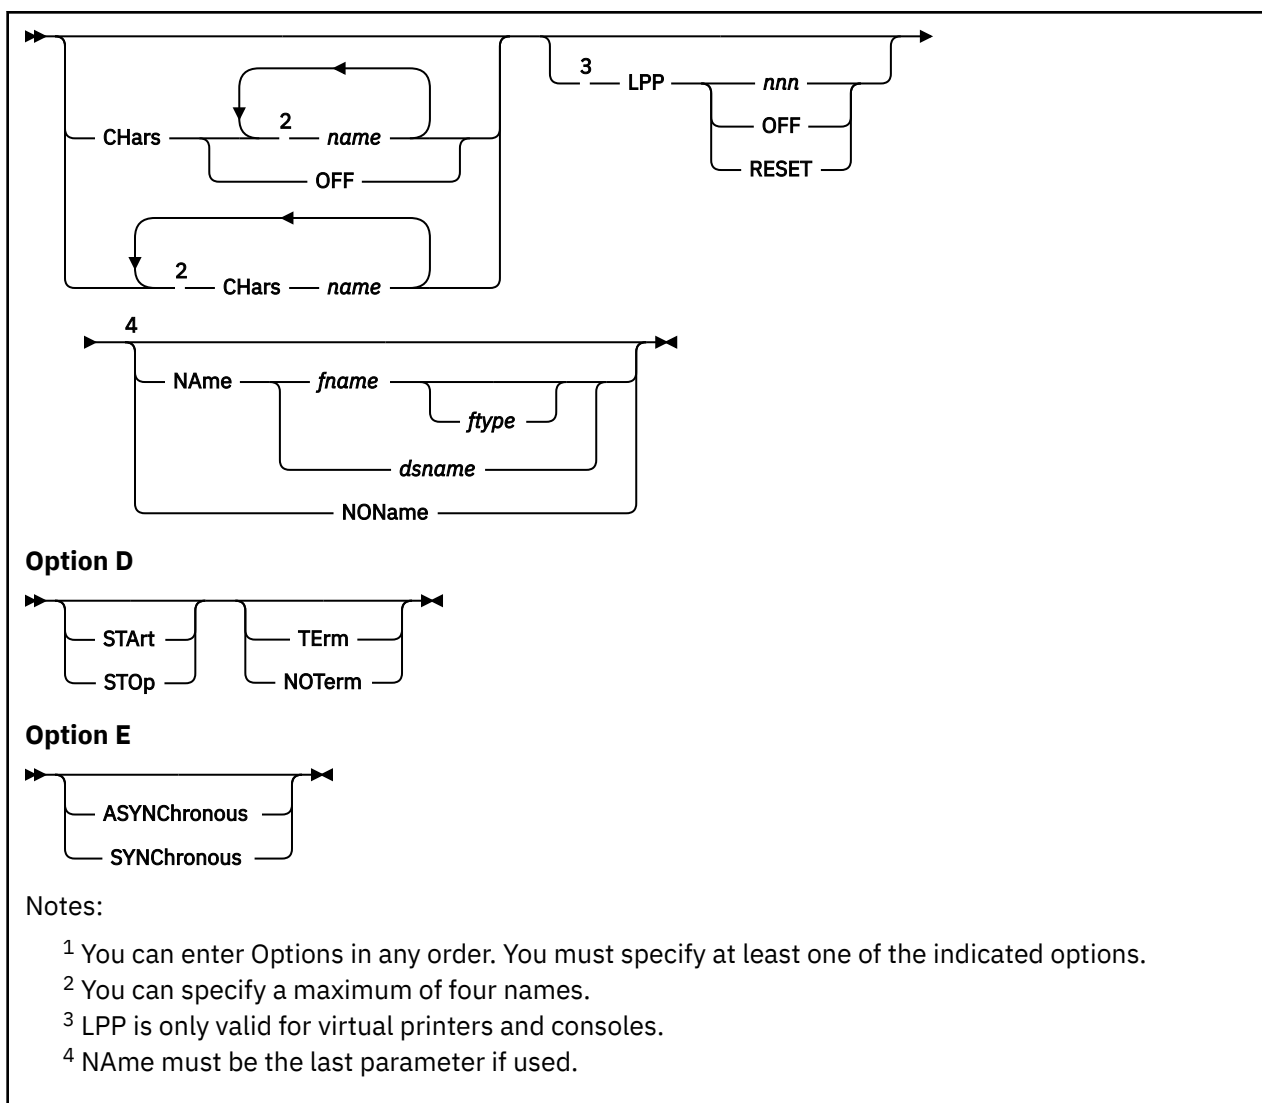 3 LPP nnn
2
CHars name OFF
OFF RESET
2
CHars name
4
NAme fname
ftype
dsname
NOName
Option D
STArt TErm
STOp NOTerm
Option E
ASYNChronous
SYNChronous
Notes:
1 You can enter Options in any order. You must specify at least one of the indicated options.
2 You can specify a maximum of four names.
3 LPP is only valid for virtual printers and consoles.
4 NAme must be the last parameter if used.